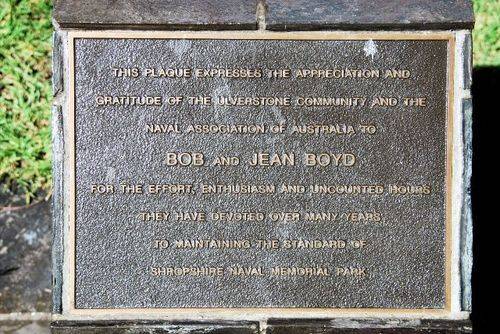 THIS PLAQUE EXPRESSES THE APPRECIATION AND
GRATITUDE OF THE ULVERSTONE COMMUNITY AND THE
NAVAL ASSOCIATION OF AUSTRALIA TO
BOB AND JEAN BOYD
FOR THE EFFORT, ENTHUSIASM AND UNCOUNTED HOURS
THEY HAVE DEVOTED OVER MANY YEARS
TO MAINTAINING THE STANDARD OF
SHROPSHIRE NAVAL MEMORIAL PARK